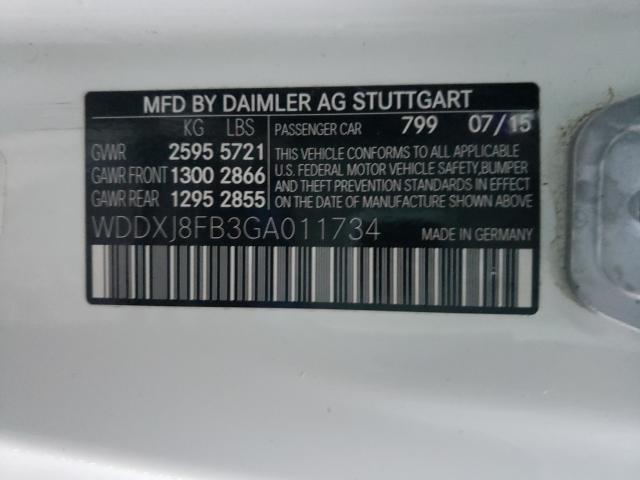 MFD BY DAIMLER AG STUTTGART
KG LBS PASSENGER CAR 799 07/15
GVWR 2595 5721
GAWR FRONT 1300 2866
GAWR REAR 1295 2855
THIS VEHICLE CONFORMS TO ALL APPLICABLE
U.S. FEDERAL MOTOR VEHICLE SAFETY, BUMPER
AND THEFT PREVENTION STANDARDS IN EFFECT
ON THE DATE OF MANUFACTURE SHOWN ABOVE.
WDDXJ8FB3GA011734 MADE IN GERMANY